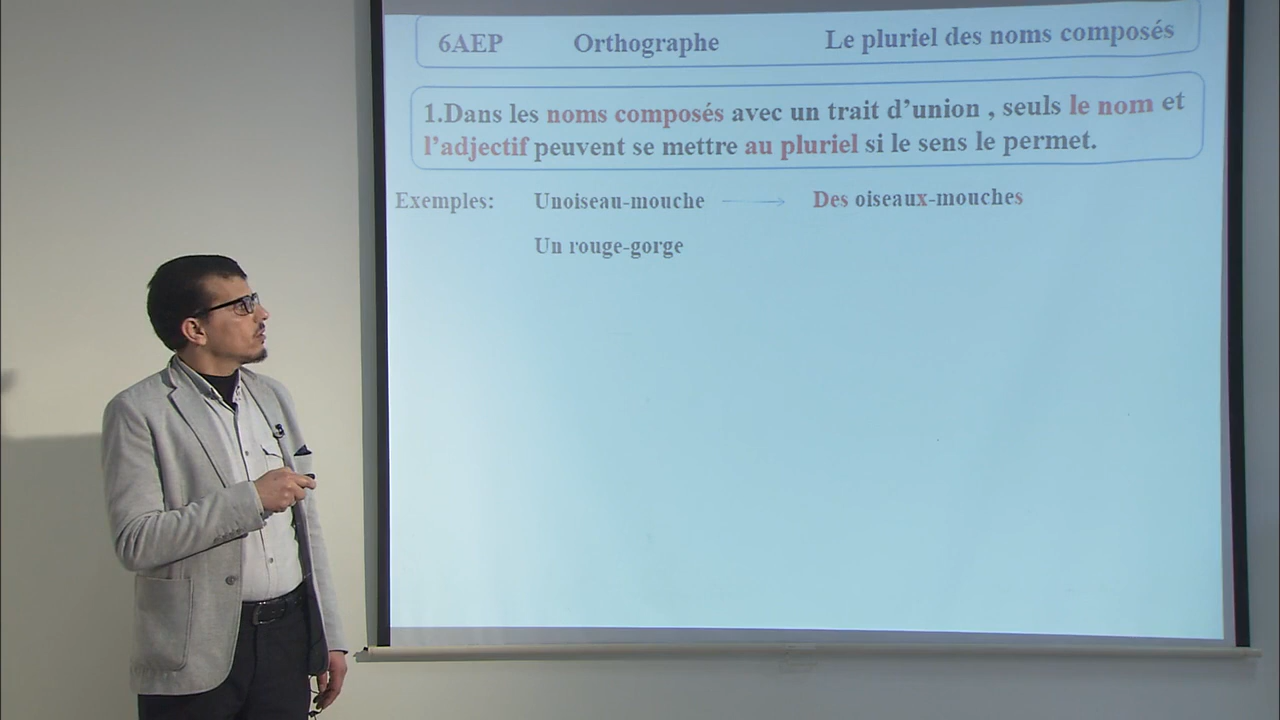 6AEP Orthographe Le pluriel des noms composés
1.Dans les noms composés avec un trait d’union , seuls le nom et
l’adjectif peuvent se mettre au pluriel si le sens le permet.
Exemples: Unoiseau-mouche → Des oiseaux-mouches
Un rouge-gorge